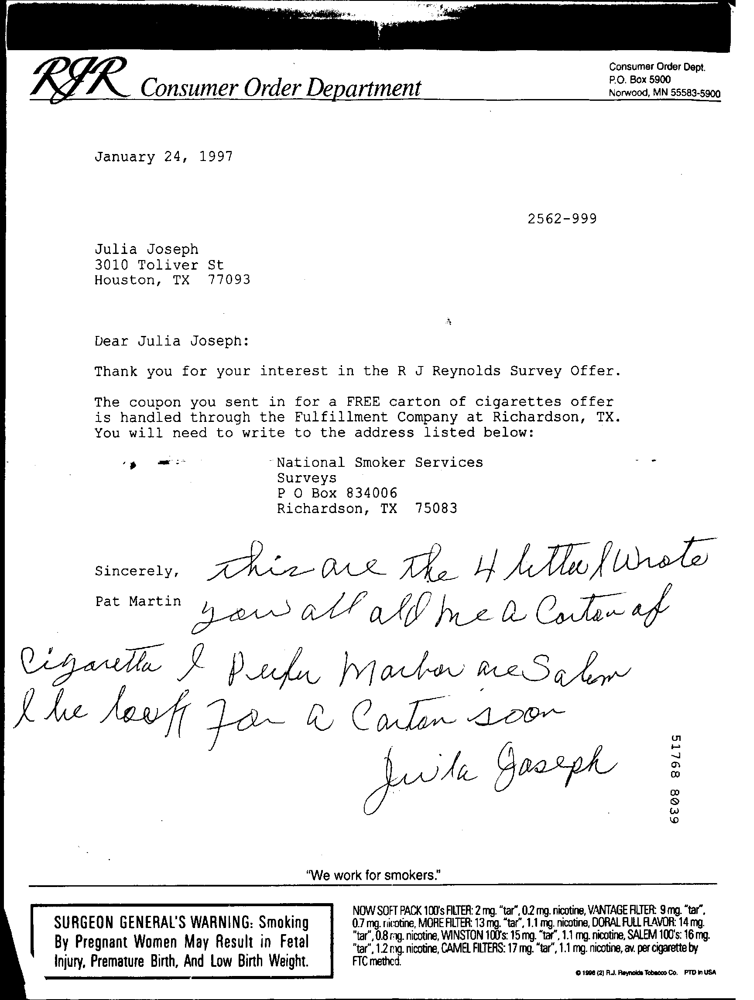 RJR Consumer Order Department
Consumer Order Dept.
P.O. Box 5900
Norwood, MN 55583-5900
January 24, 1997
2562-999
Julia Joseph
3010 Toliver St
Houston, TX 77093
Dear Julia Joseph:
Thank you for your interest in the R J Reynolds Survey Offer.
The coupon you sent in for a FREE carton of cigarettes offer
is handled through the Fulfillment Company at Richardson, TX.
You will need to write to the address listed below:
National Smoker Services
Surveys
P O Box 834006
Richardson, TX 75083
Sincerely,
Pat Martin
this are the 4 letter I Wrote
you all old me a Carton of
Cigaretta I Prefer are Salem
I be look For a Carton soon
Joseph
51768 8039
"We work for smokers."
SURGEON GENERAL'S WARNING: Smoking
By Pregnant Women May Result in Fetal
Injury, Premature Birth, And Low Birth Weight.
NOW SOFT PACK 100's FILTER: 2 mg. "tar", 0.2 mg. nicotine, VANTAGE FILTER: 9 mg. "tar",
0.7 mg. nicotine, MORE FILTER: 13 mg. "tar", 1.1 mg. nicotine, DORAL FULL FLAVOR: 14 mg.
"tar", 0.8 mg. nicotine, WINSTON 100's: 15 mg. "tar", 1.1 mg. nicotine, SALEM 100's: 16 mg.
"tar", 1.2 mg. nicotine, CAMEL FILTERS: 17 mg. "tar", 1.1 mg. nicotine, av. per cigarette by
FTC method.
© 1996 (2) R.J. Reynolds Tobacco Co. PTD in USA